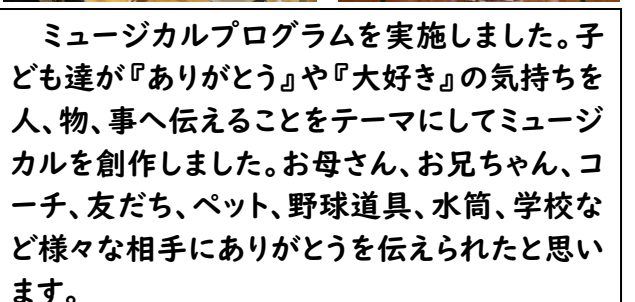 ミュージカルプログラムを実施しました。子
ども達が『ありがとう』や『大好き』の気持ちを
人、物、事へ伝えることをテーマにしてミュージ
カルを創作しました。お母さん、お兄ちゃん、コ
ーチ、友だち、ペット、野球道具、水筒、学校な
ど様々な相手にありがとうを伝えられたと思い
ます。